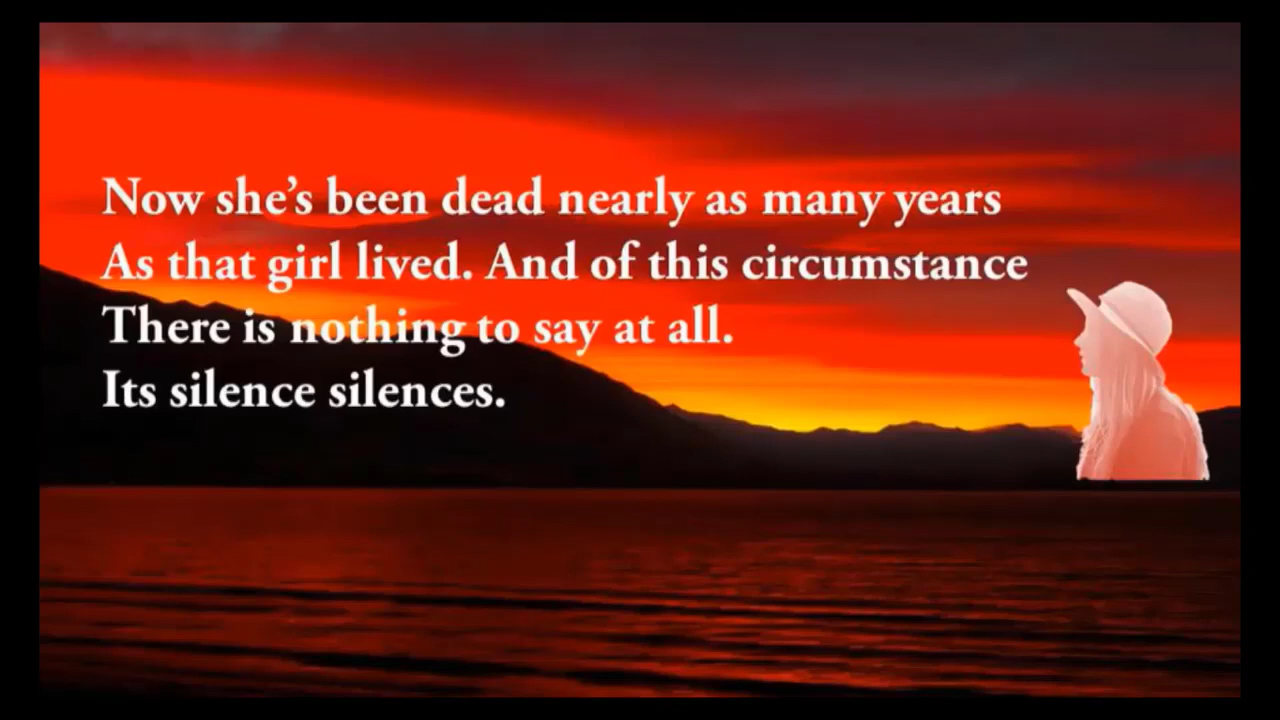 Now she’s been dead nearly as many years
As that girl lived. And of this circumstance
There is nothing to say at all.
Its silence silences.